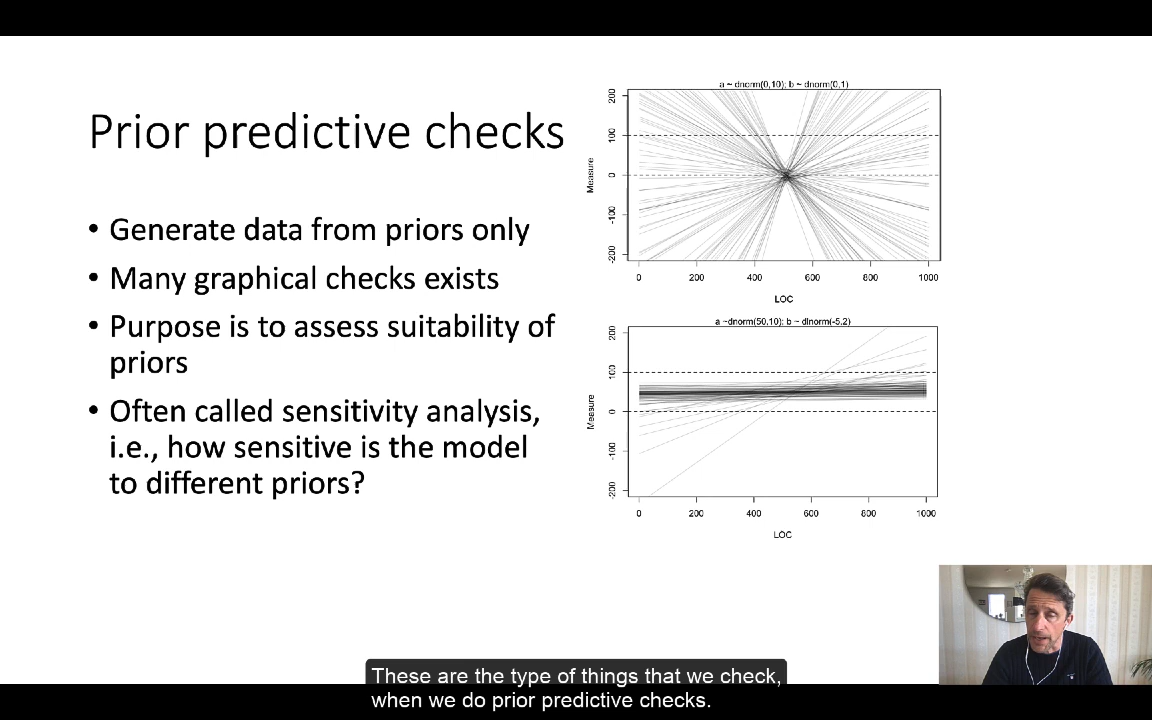 Prior predictive checks
• Generate data from priors only
• Many graphical checks exists
• Purpose is to assess suitability of
priors
• Often called sensitivity analysis,
i.e., how sensitive is the model
to different priors?
a ~ dnorm(0,10); b ~ dnorm(0,1)
200
100
0
-100
-200
Measure
0 200 400 600 800 1000
LOC
a ~dnorm(50,10); b ~ dlnorm(-5.2)
200
100
0
-100
-200
Measure
0 200 400 600 800 1000
LOC
These are the type of things that we check,
when we do prior predictive checks.